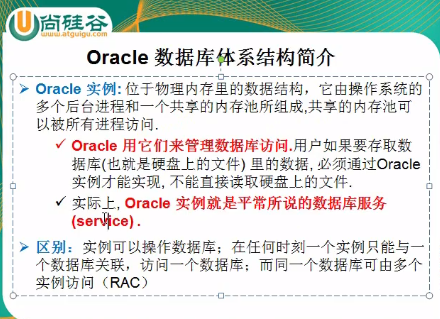 尚硅谷
www.atguigu.com
Oracle 数据库体系结构简介
Oracle 实例: 位于物理内存里的数据结构，它由操作系统的
多个后台进程和一个共享的内存池所组成,共享的内存池可
以被所有进程访问.
Oracle 用它们来管理数据库访问.用户如果要存取数
据库(也就是硬盘上的文件) 里的数据, 必须通过Oracle
实例才能实现, 不能直接读取硬盘上的文件.
实际上, Oracle 实例就是平常所说的数据库服务
(service) .
区别：实例可以操作数据库；在任何时刻一个实例只能与一
个数据库关联，访问一个数据库；而同一个数据库可由多个
实例访问（RAC）